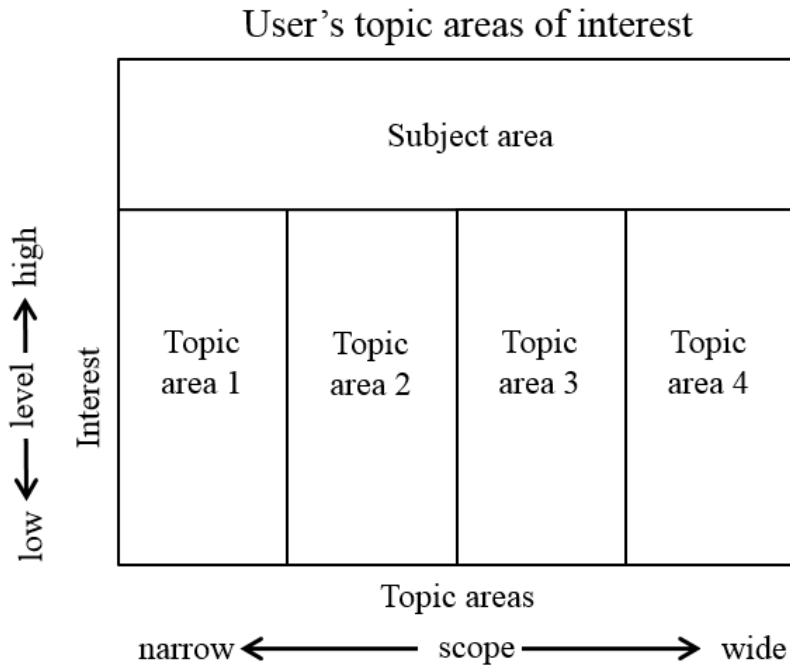 User's topic areas of interest
Subject area
Topic
area 1
Topic
area 2
Topic
area 3
Topic
area 4
low level high
Interest
Topic areas
narrow scope wide